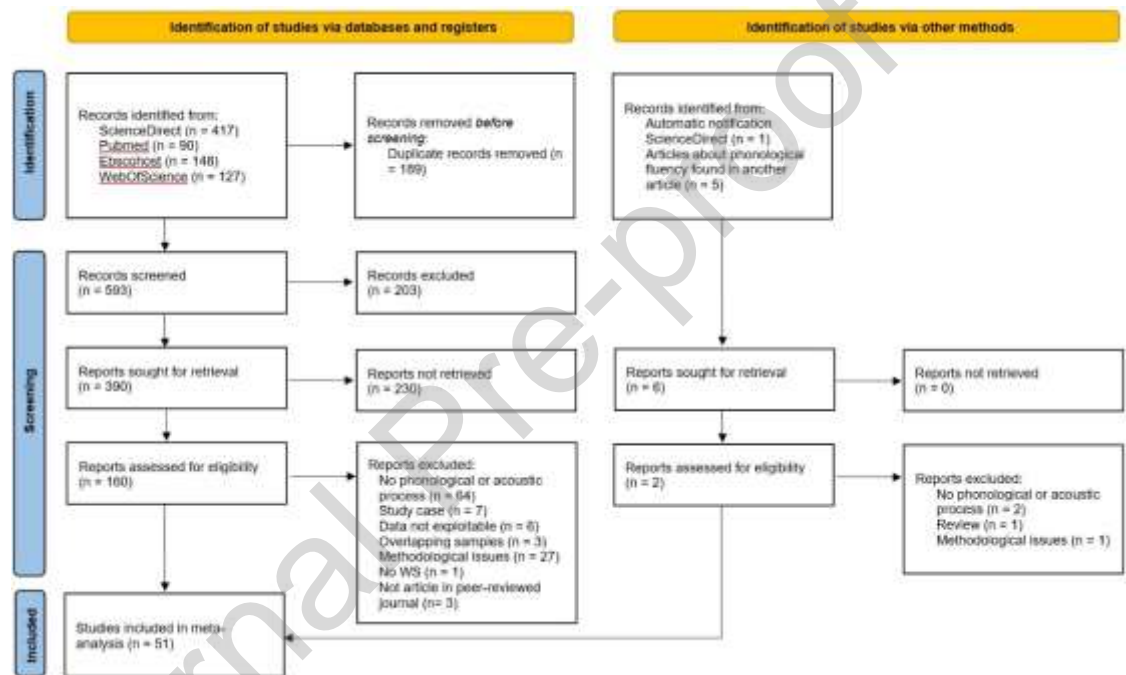 Identification of studies via databases and registers
Identification of studies via other methods
Identification
Records identified from:
ScienceDirect (n = 417)
Pubmed (n = 90)
Ebscohost (n = 148)
WebOfScience (n = 127)
Records removed before
screening:
Duplicate records removed (n
= 189)
Records identified from:
Automatic notification
ScienceDirect (n = 1)
Articles about phonological
fluency found in another
article (n = 5)
Screening
Records screened
(n = 593)
Records excluded
(n = 203)
Reports sought for retrieval
(n = 390)
Reports not retrieved
(n = 230)
Reports sought for retrieval
(n = 6)
Reports not retrieved
(n = 0)
Reports assessed for eligibility
(n = 160)
Reports excluded:
No phonological or acoustic
process (n = 64)
Study case (n = 7)
Data not exploitable (n = 6)
Overlapping samples (n = 3)
Methodological issues (n = 27)
No WS (n = 1)
Not article in peer-reviewed
journal (n= 3)
Reports assessed for eligibility
(n = 2)
Reports excluded:
No phonological or acoustic
process (n = 2)
Review (n = 1)
Methodological issues (n = 1)
Included
Studies included in meta-
analysis (n = 51)
rnal Pre-proof